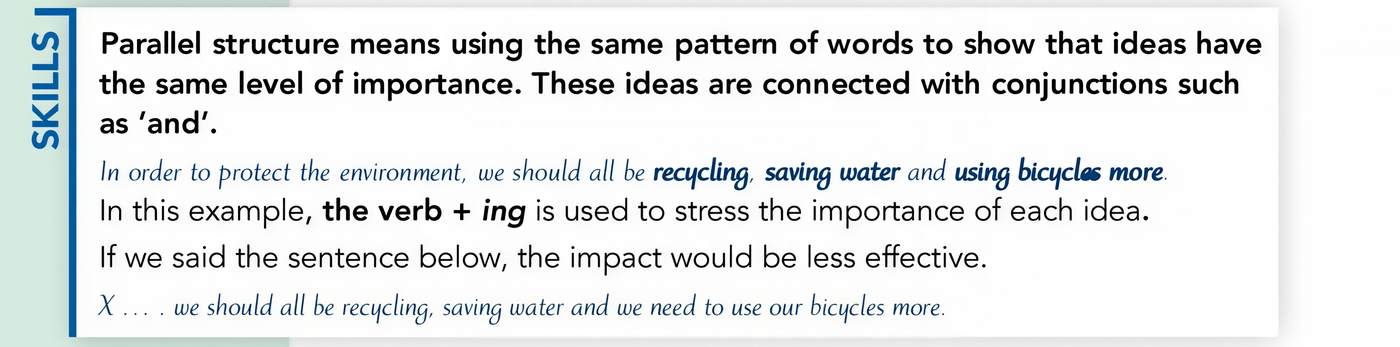 SKILLS
Parallel structure means using the same pattern of words to show that ideas have
the same level of importance. These ideas are connected with conjunctions such
as ’and’.
In order to protect the environment, we should all be recycling, saving water and using bicycles more.
In this example, the verb + ing is used to stress the importance of each idea.
If we said the sentence below, the impact would be less effective.
X ... . we should all be recycling, saving water and we need to use our bicycles more.